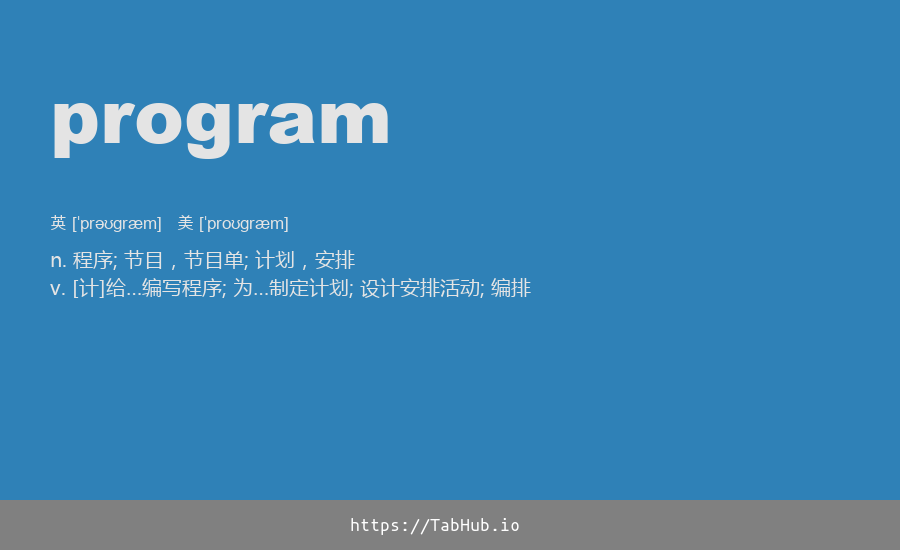 program
英 ['prəʊgræm] 美 ['proʊgræm]
n. 程序; 节目，节目单; 计划，安排
v. [计]给...编写程序; 为...制定计划; 设计安排活动; 编排
https://TabHub.io